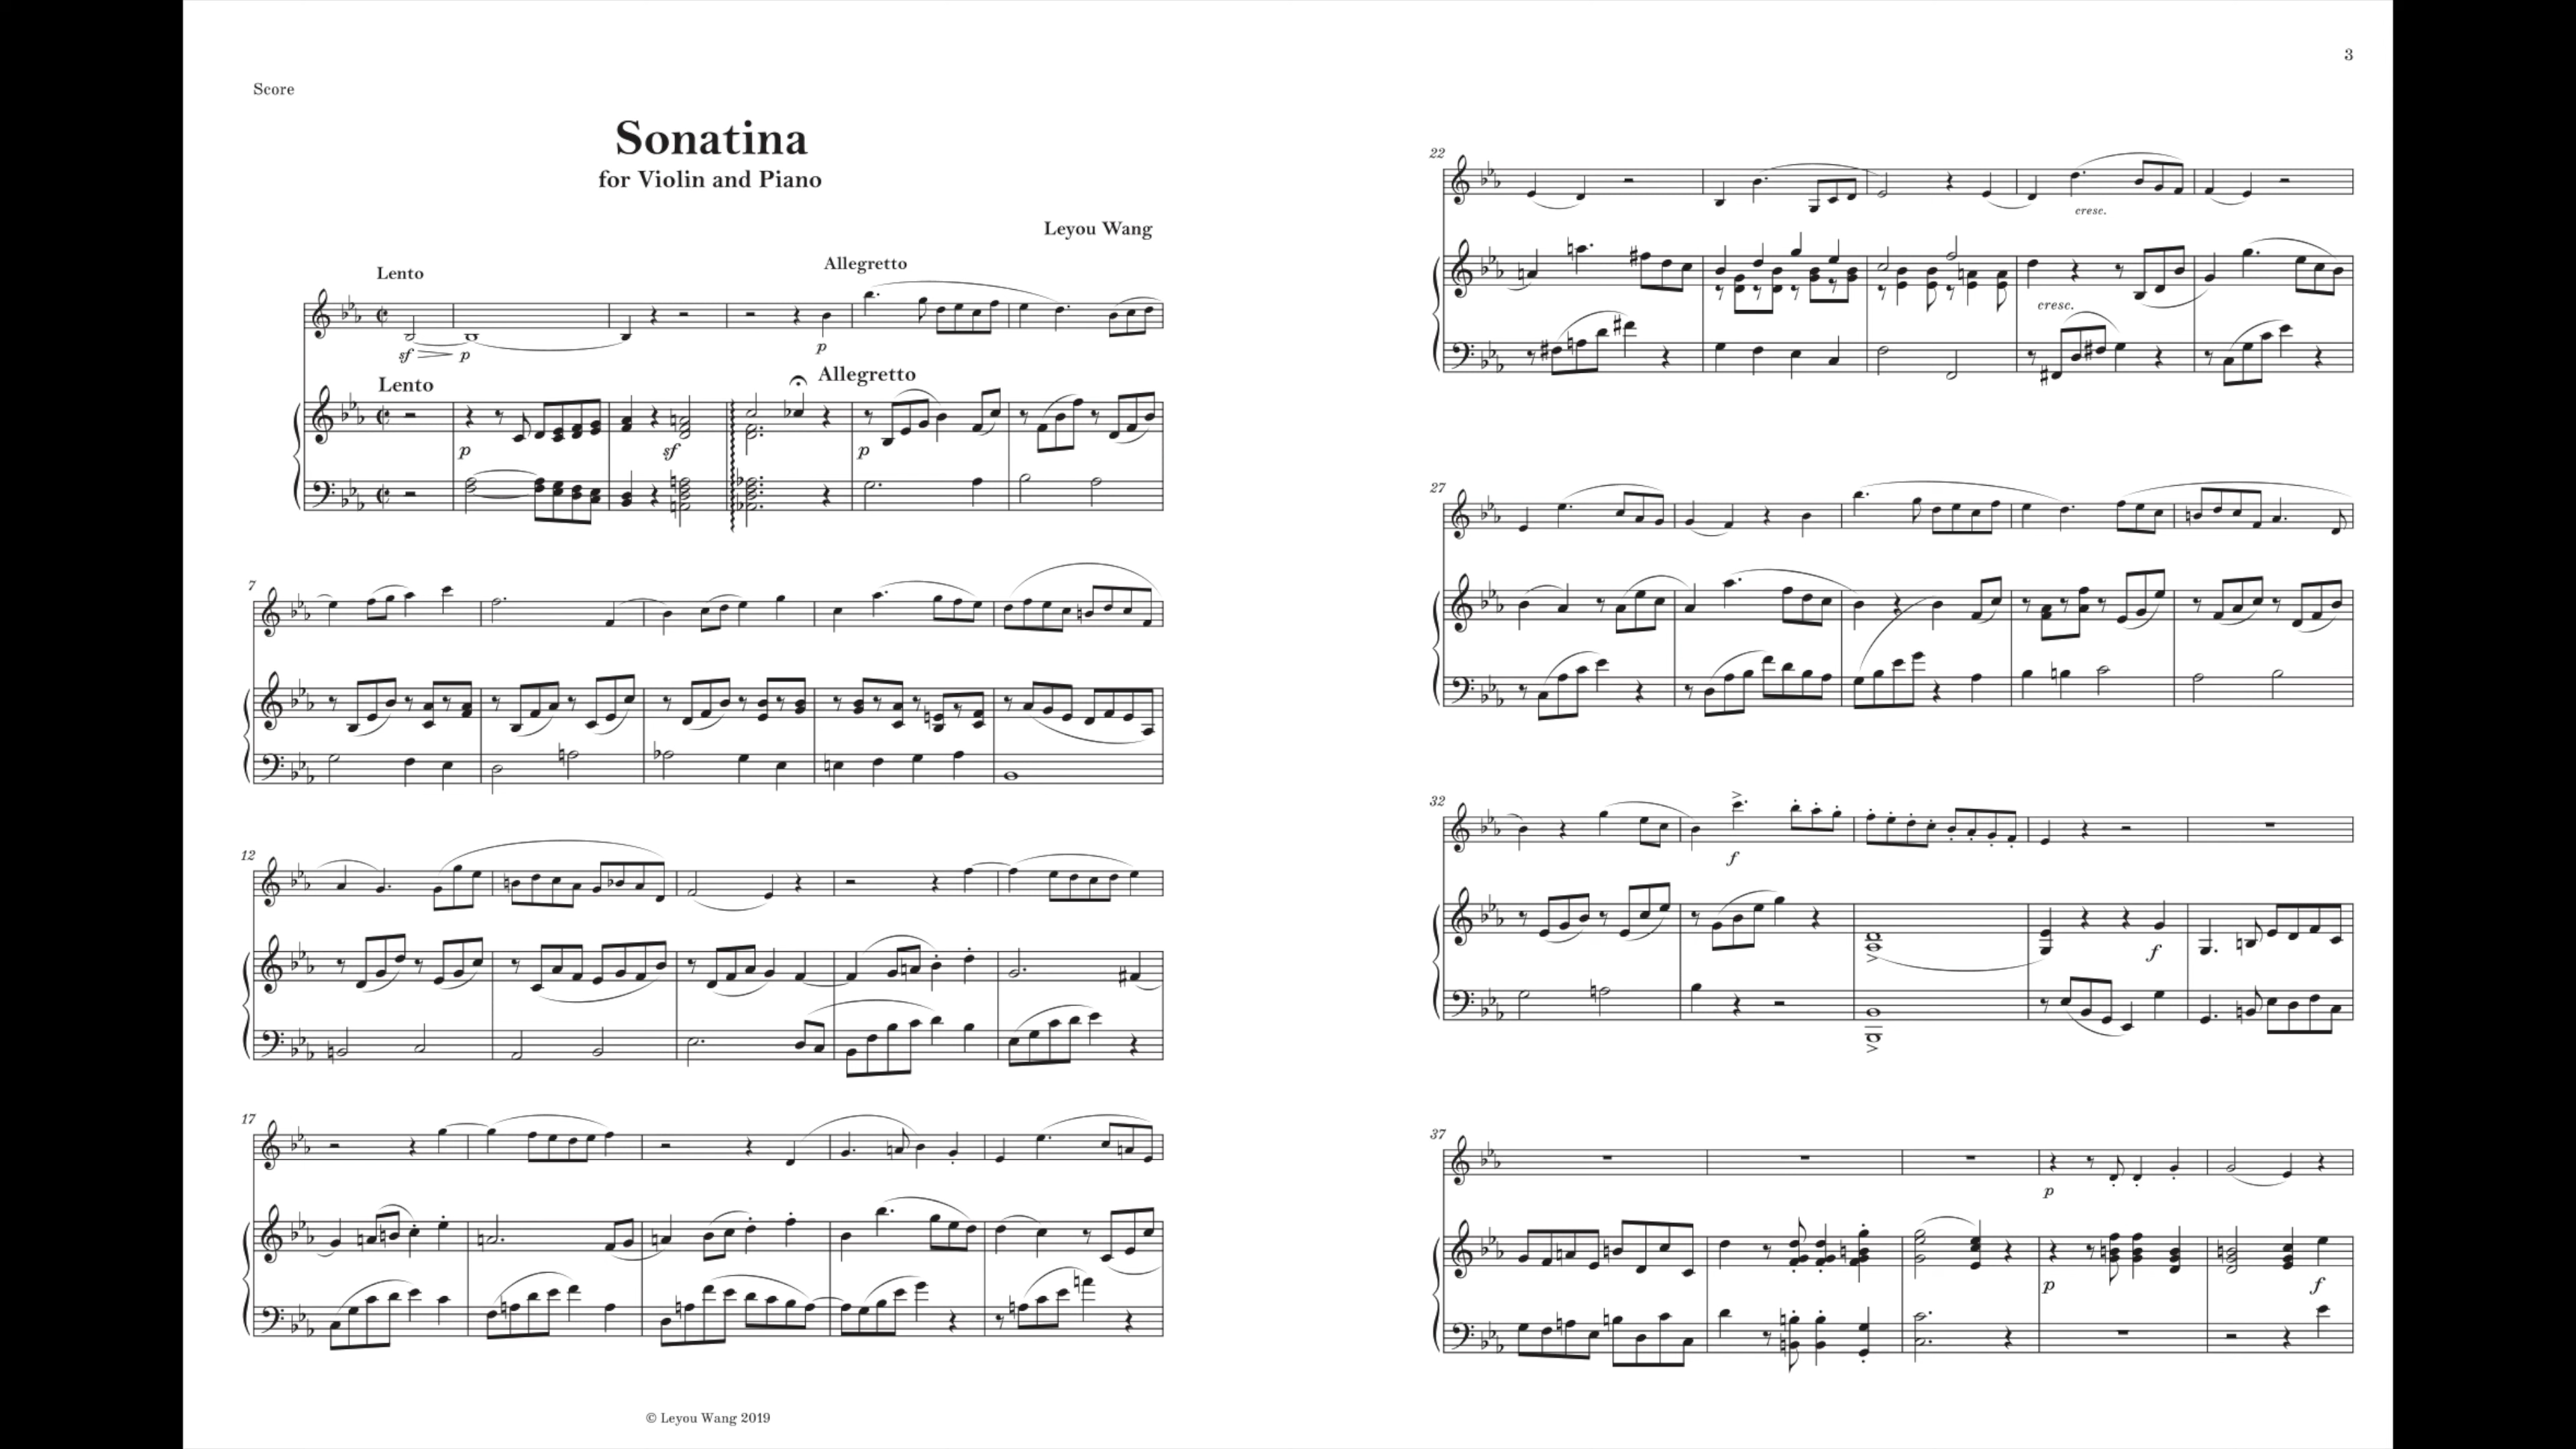 Score
Sonatina
for Violin and Piano
Leyou Wang
Lento
Allegretto
sf p p
Lento
Allegretto
p sf p
7
12
17
© Leyou Wang 2019
3
22
cresc.
cresc.
27
32
f
f
37
p
p f